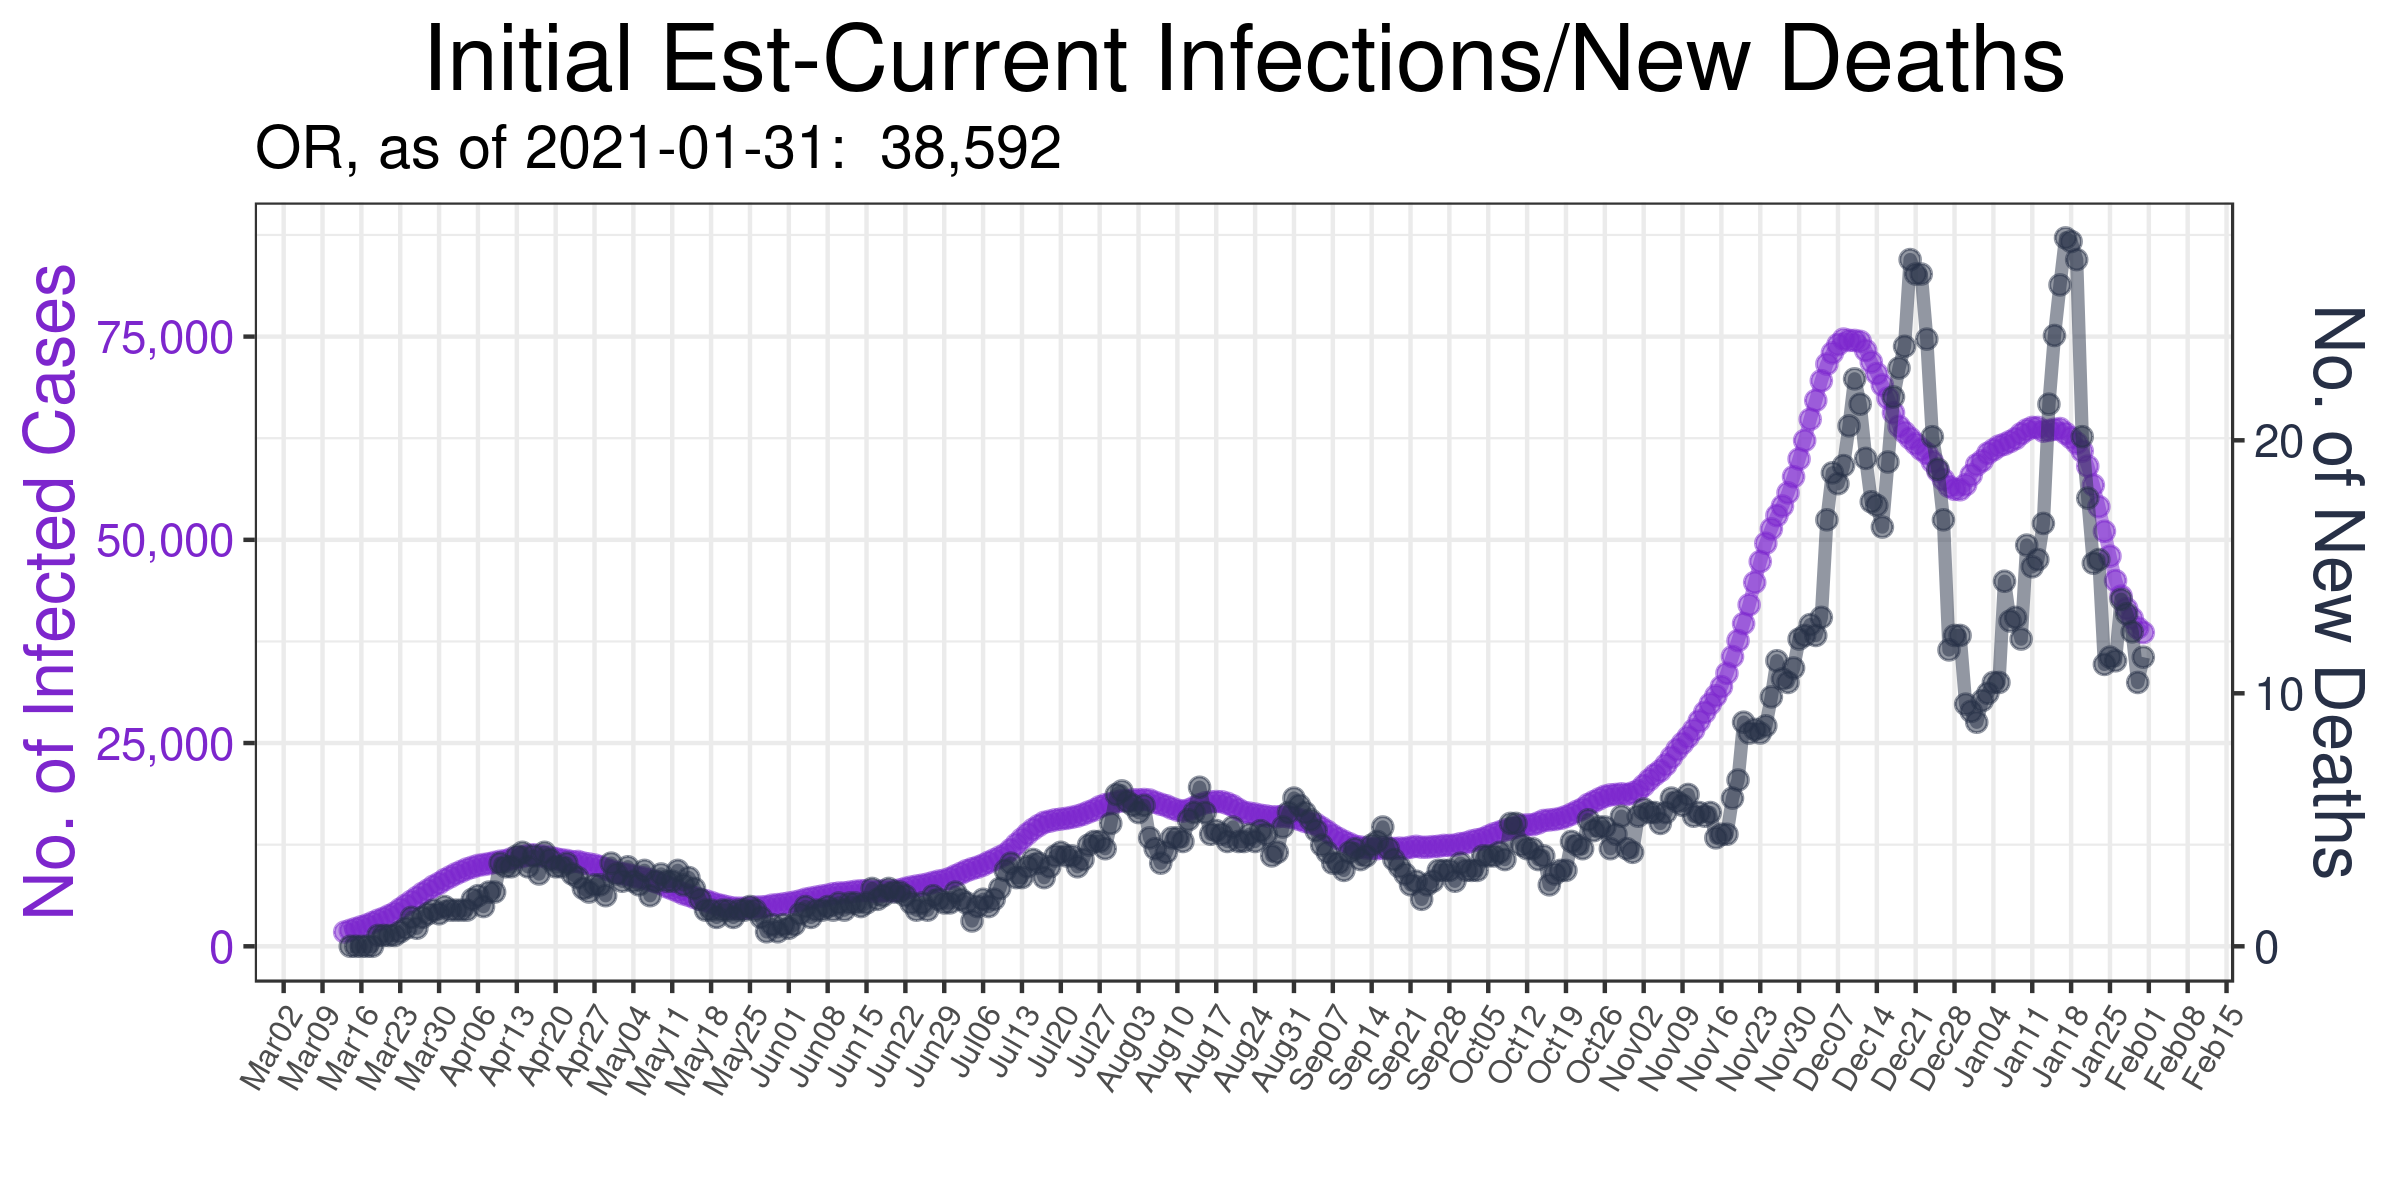 Initial Est-Current Infections/New Deaths
OR, as of 2021-01-31:  38,592
No. of Infected Cases
75,000
50,000
25,000
0
20
10
0
No. of New Deaths
Mar02
Mar09
Mar16
Mar23
Mar30
Apr06
Apr13
Apr20
Apr27
May04
May11
May18
May25
Jun01
Jun08
Jun15
Jun22
Jun29
Jul06
Jul13
Jul20
Jul27
Aug03
Aug10
Aug17
Aug24
Aug31
Sep07
Sep14
Sep21
Sep28
Oct05
Oct12
Oct19
Oct26
Nov02
Nov09
Nov16
Nov23
Nov30
Dec07
Dec14
Dec21
Dec28
Jan04
Jan11
Jan18
Jan25
Feb01
Feb08
Feb15